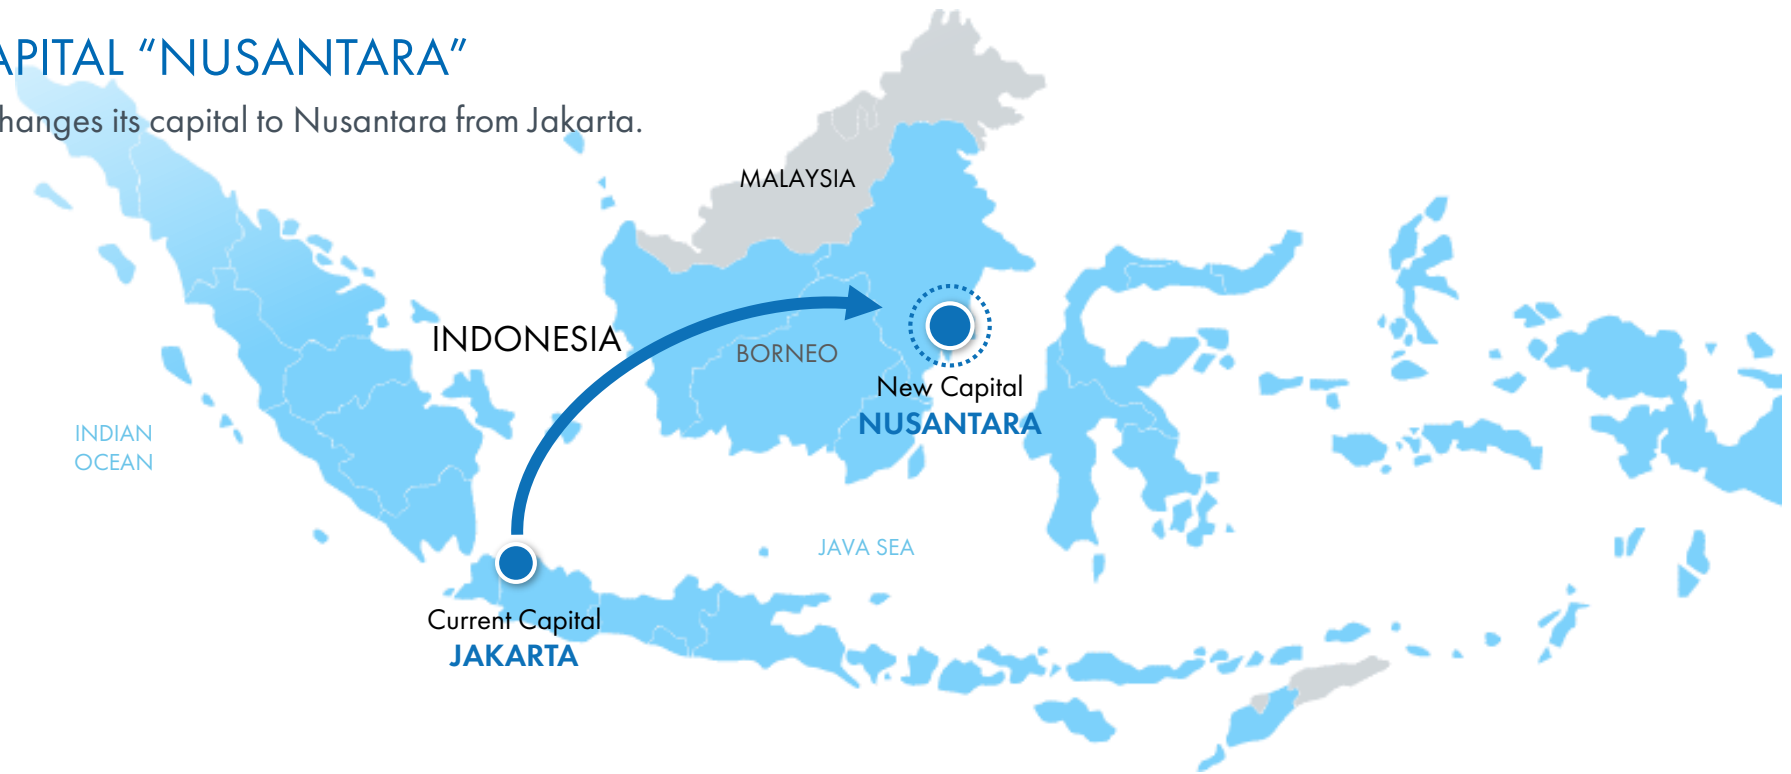 APITAL “NUSANTARA”
hanges its capital to Nusantara from Jakarta.
MALAYSIA
INDONESIA
BORNEO
New Capital
NUSANTARA
INDIAN
OCEAN
JAVA SEA
Current Capital
JAKARTA